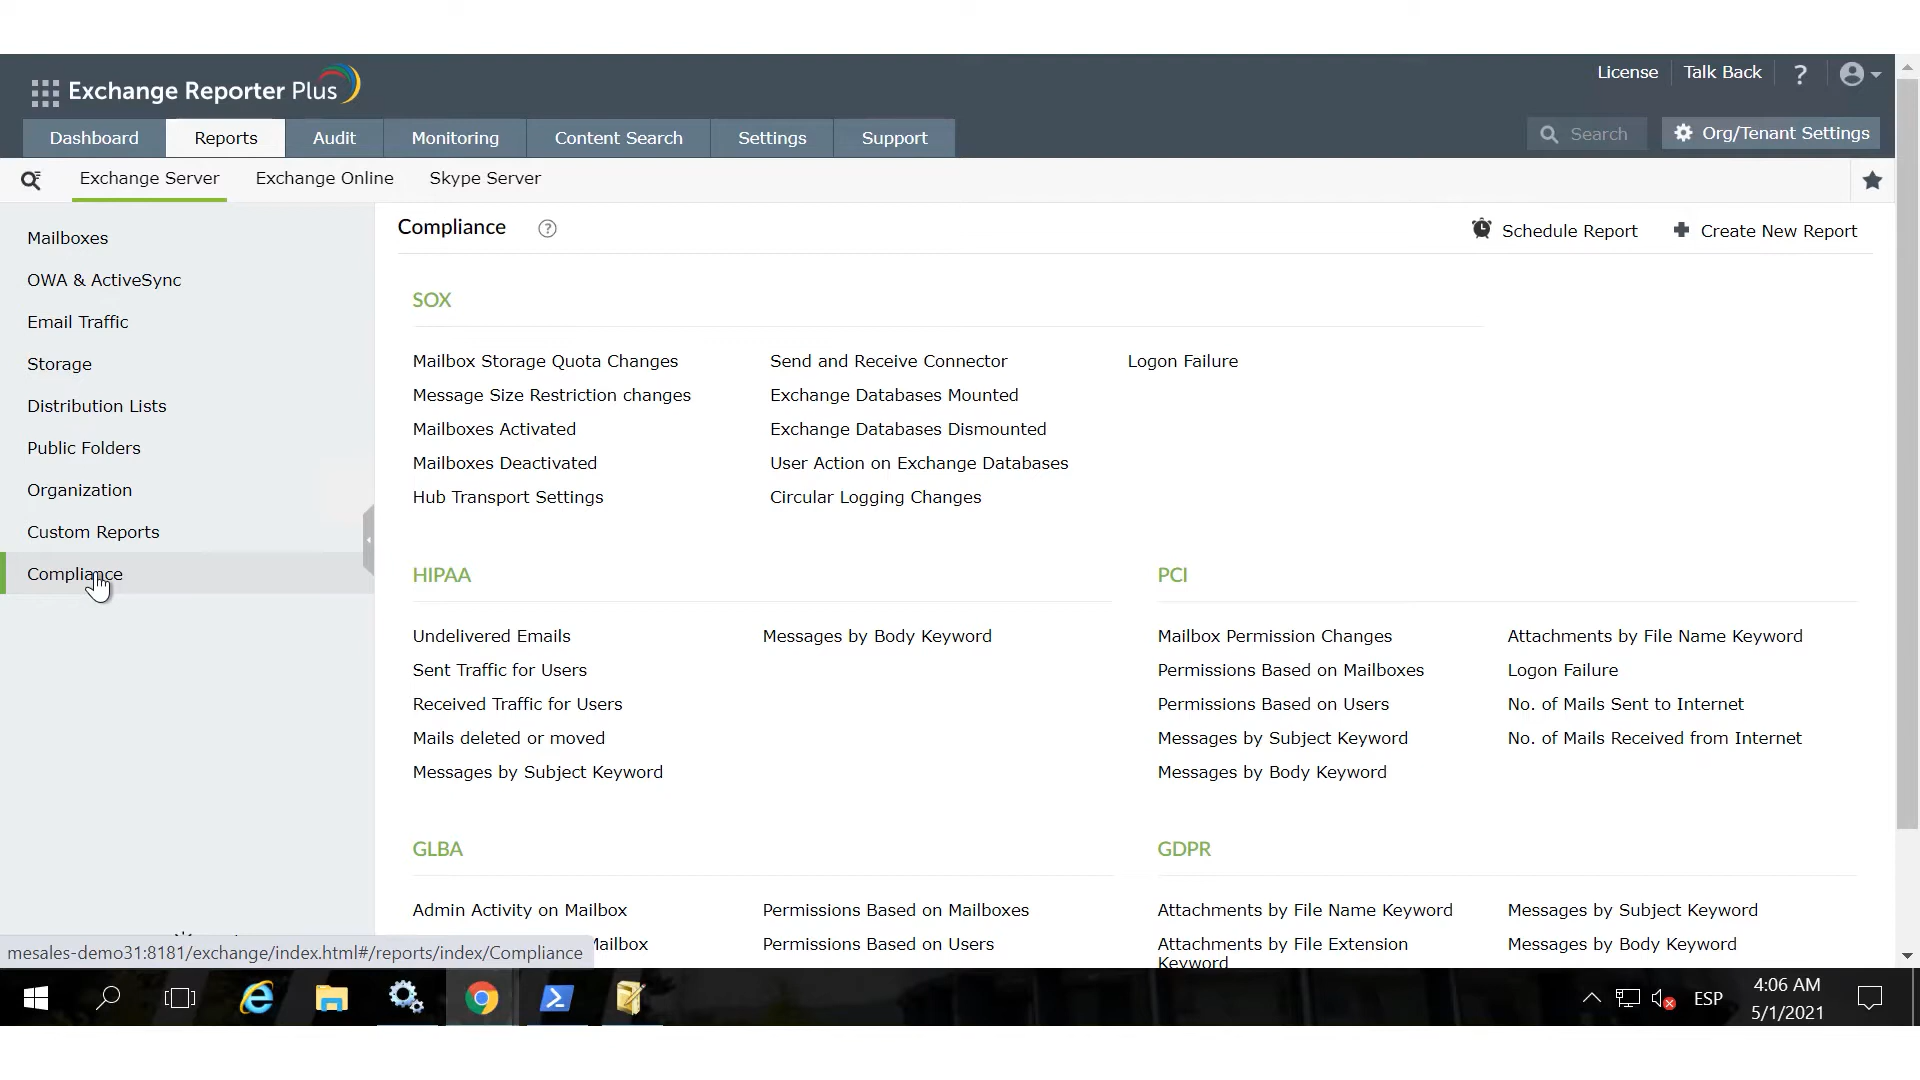 License Talk Back ?
Exchange Reporter Plus
Dashboard Reports Audit Monitoring Content Search Settings Support
Search Org/Tenant Settings
Exchange Server Exchange Online Skype Server
Mailboxes
OWA & ActiveSync
Email Traffic
Storage
Distribution Lists
Public Folders
Organization
Custom Reports
Compliance
Compliance ?
Schedule Report Create New Report
SOX
Mailbox Storage Quota Changes Send and Receive Connector Logon Failure
Message Size Restriction changes Exchange Databases Mounted
Mailboxes Activated Exchange Databases Dismounted
Mailboxes Deactivated User Action on Exchange Databases
Hub Transport Settings Circular Logging Changes
HIPAA
Undelivered Emails Messages by Body Keyword
Sent Traffic for Users
Received Traffic for Users
Mails deleted or moved
Messages by Subject Keyword
PCI
Mailbox Permission Changes Attachments by File Name Keyword
Permissions Based on Mailboxes Logon Failure
Permissions Based on Users No. of Mails Sent to Internet
Messages by Subject Keyword No. of Mails Received from Internet
Messages by Body Keyword
GLBA
Admin Activity on Mailbox Permissions Based on Mailboxes
Mailbox Permissions Based on Users
GDPR
Attachments by File Name Keyword Messages by Subject Keyword
Attachments by File Extension Messages by Body Keyword
Keyword
mesales-demo31:8181/exchange/index.html#/reports/index/Compliance
ESP
4:06 AM
5/1/2021